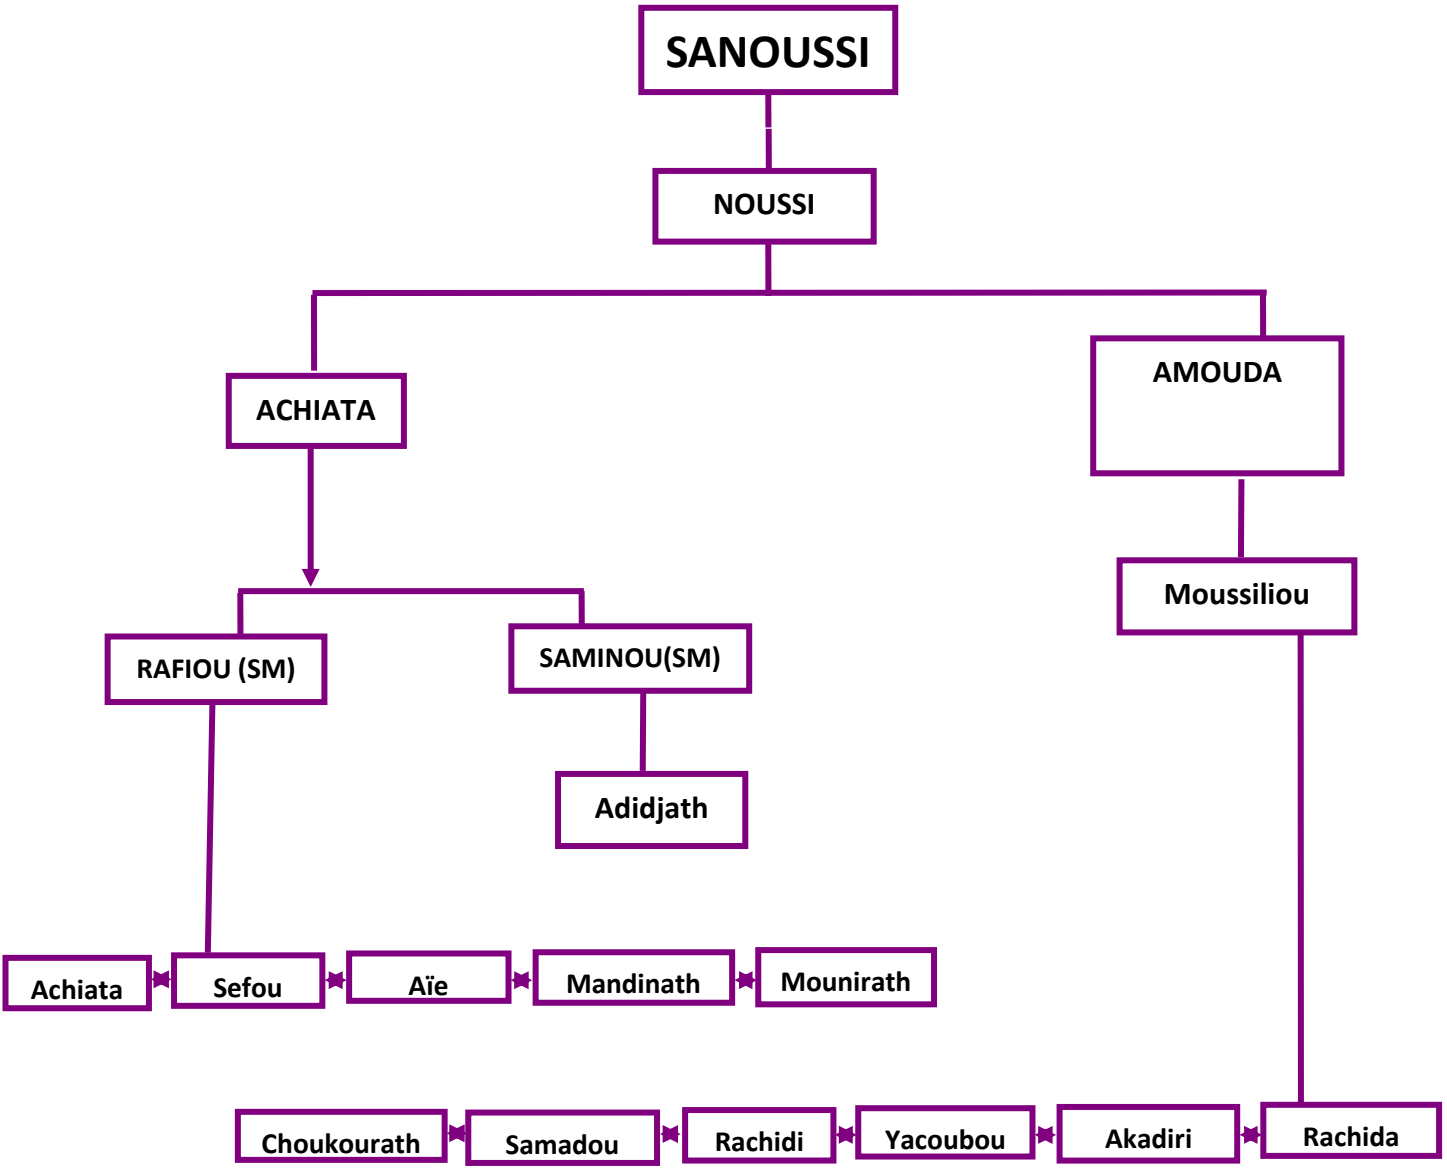 SANOUSSI
NOUSSI
ACHIATA
AMOUDA
Moussiliou
RAFIOU (SM)
SAMINOU(SM)
Adidjath
Achiata
Sefou
Aïe
Mandinath
Mounirath
Choukourath
Samadou
Rachidi
Yacoubou
Akadiri
Rachida